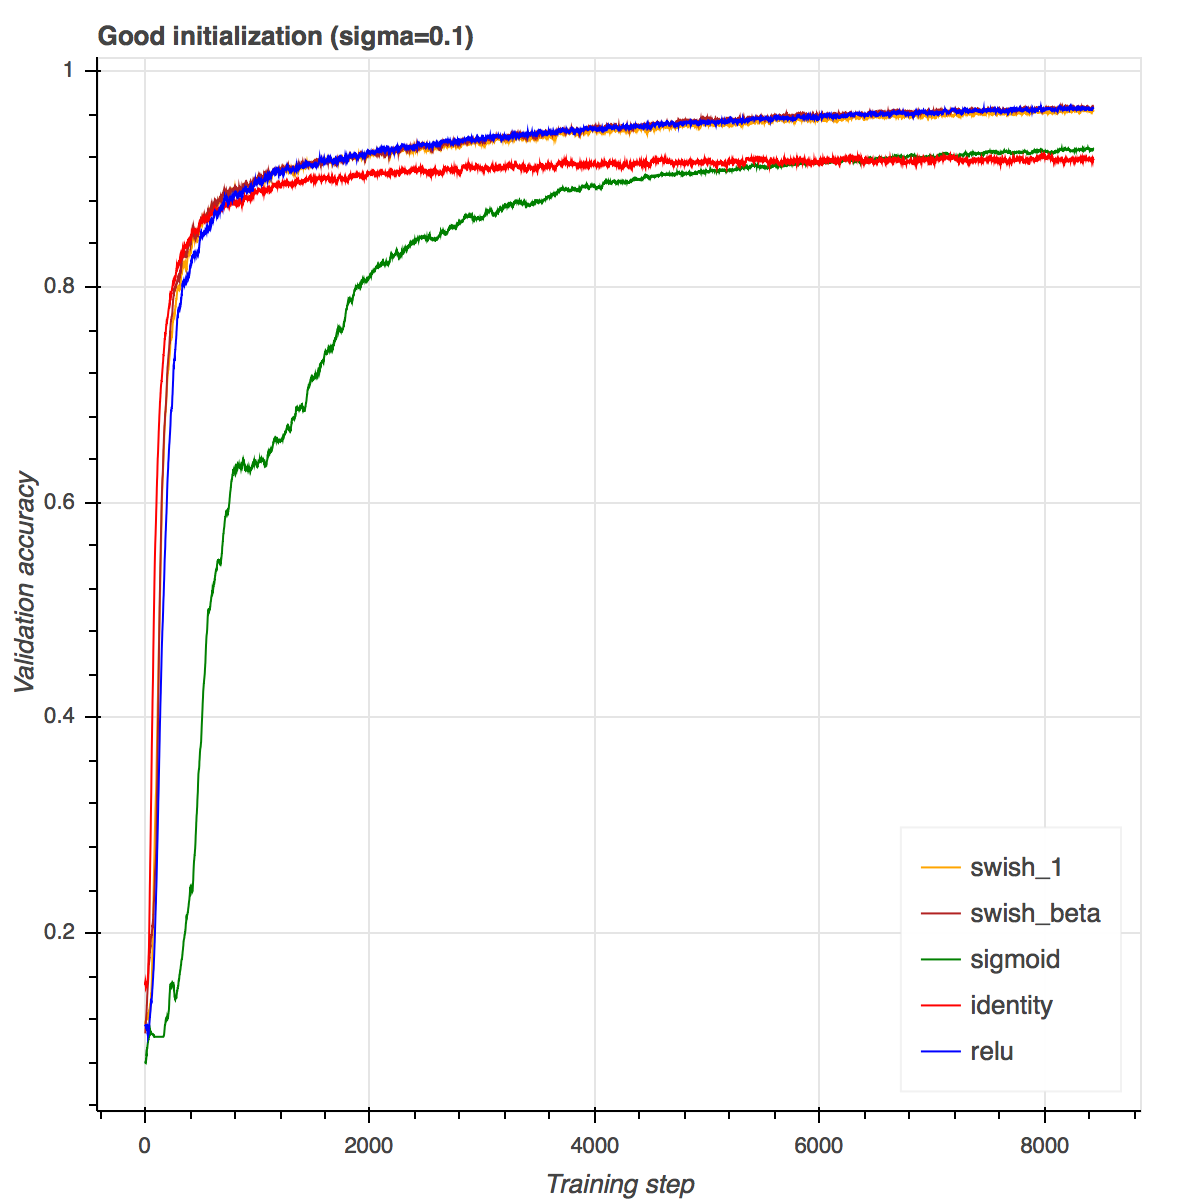 Good initialization (sigma=0.1)
1
0.8
0.6
0.4
0.2
Validation accuracy
swish_1
swish_beta
sigmoid
identity
relu
0 2000 4000 6000 8000
Training step